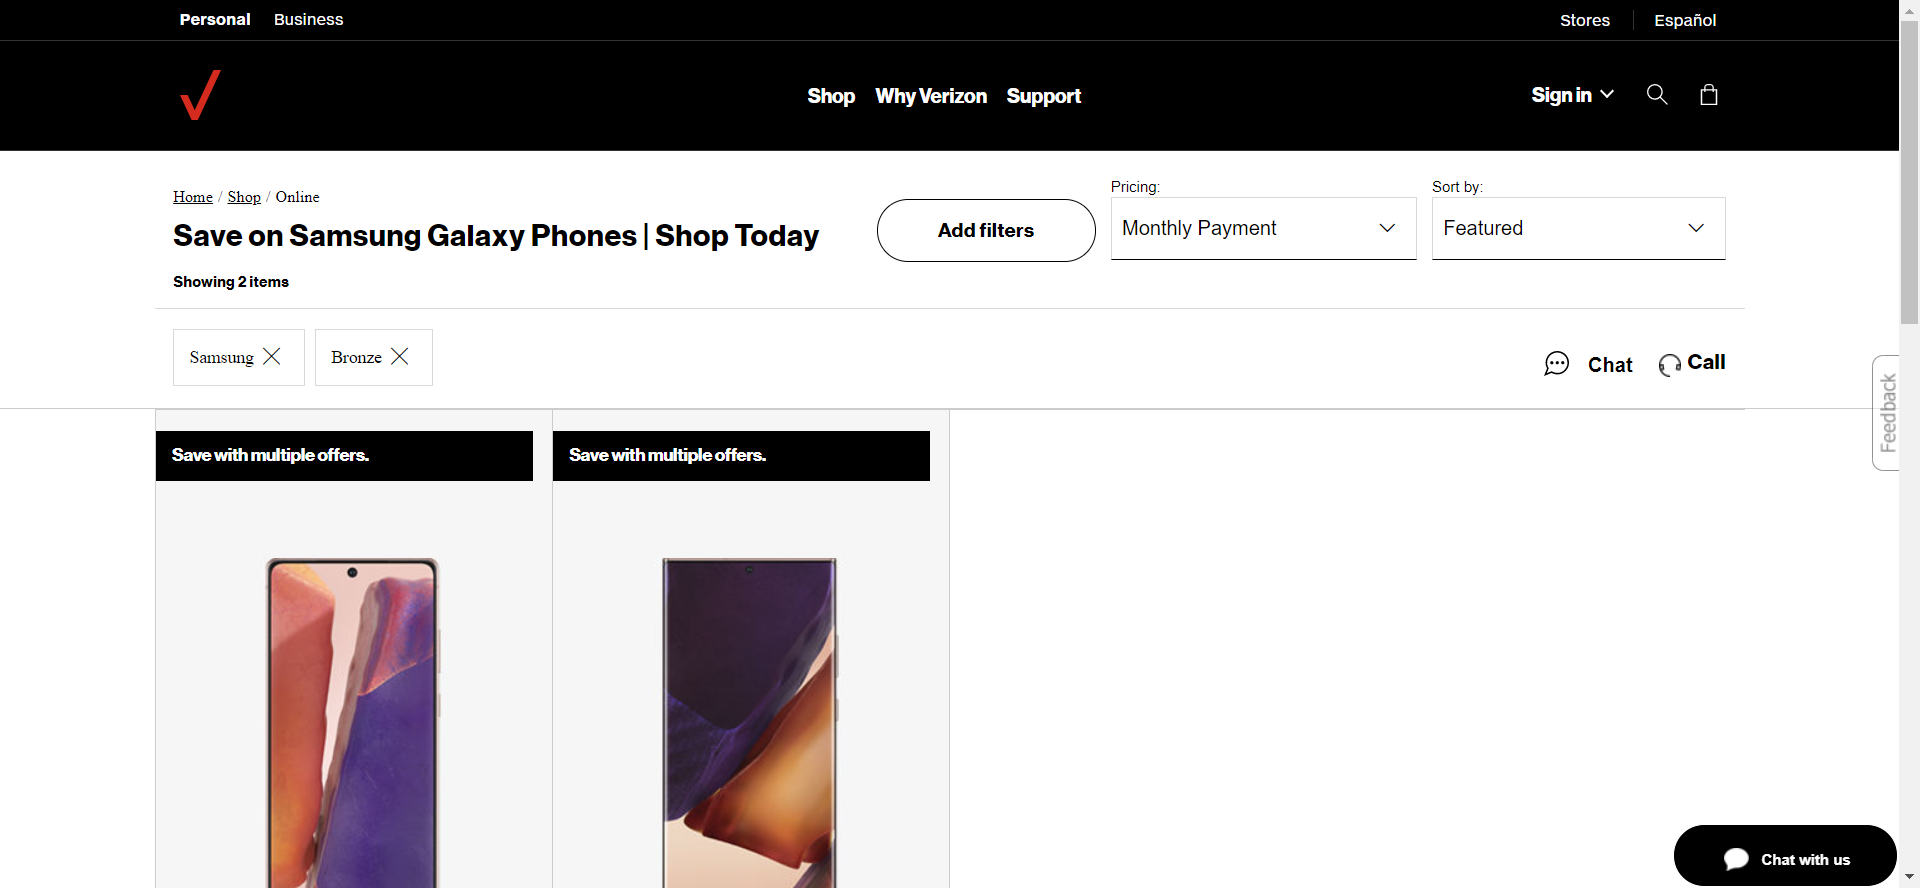 Personal Business Stores Español
Shop Why Verizon Support Sign in
Home / Shop / Online
Save on Samsung Galaxy Phones | Shop Today
Showing 2 items
Add filters
Pricing:
Monthly Payment
Sort by:
Featured
Samsung
Bronze
Chat
Call
Feedback
Save with multiple offers.
Save with multiple offers.
Chat with us